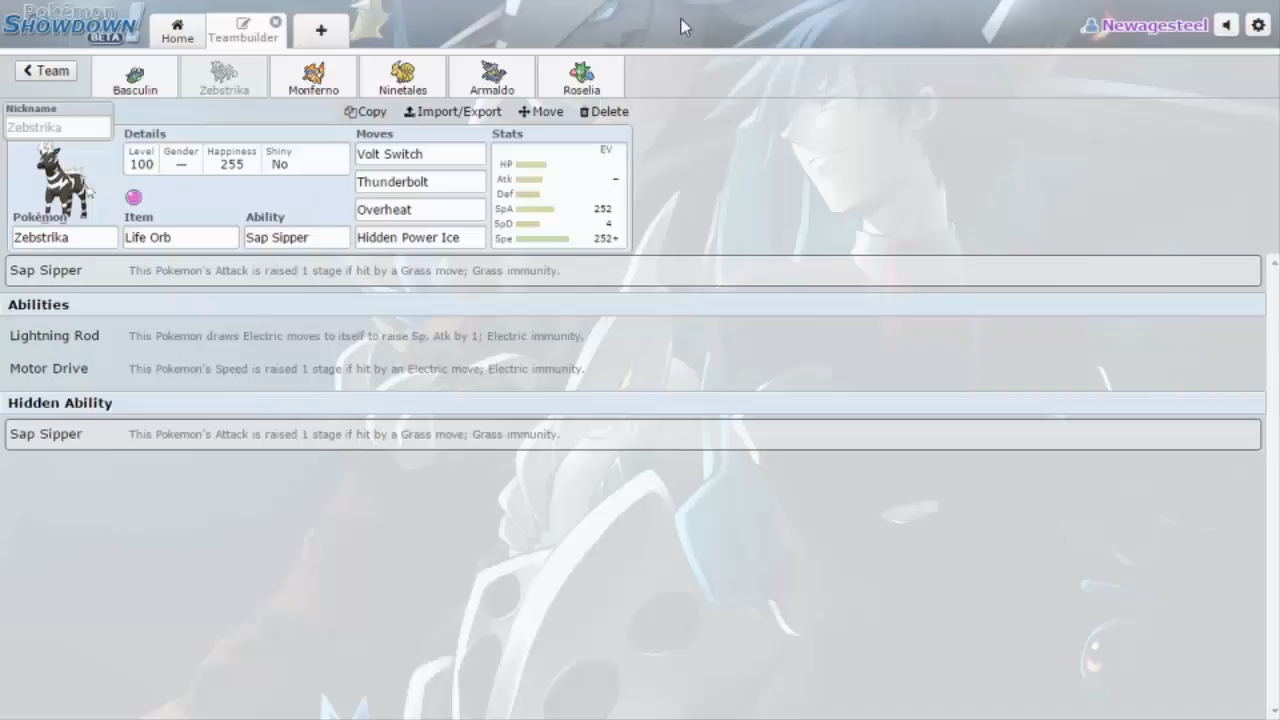 Pokémon
SHOWDOWN
BETA
Home
Teambuilder
+
Newagesteel
< Team
Basculin
Zebstrika
Monferno
Ninetales
Armaldo
Roselia
Nickname
Zebstrika
Copy Import/Export Move Delete
Details
Level Gender Happiness Shiny
100 — 255 No
Pokémon Item Ability
Zebstrika Life Orb Sap Sipper
Moves
Volt Switch
Thunderbolt
Overheat
Hidden Power Ice
Stats
EV
HP
Atk –
Def
SpA 252
SpD 4
Spe 252+
Sap Sipper This Pokemon's Attack is raised 1 stage if hit by a Grass move; Grass immunity.
Abilities
Lightning Rod This Pokemon draws Electric moves to itself to raise Sp. Atk by 1; Electric immunity.
Motor Drive This Pokemon's Speed is raised 1 stage if hit by an Electric move; Electric immunity.
Hidden Ability
Sap Sipper This Pokemon's Attack is raised 1 stage if hit by a Grass move; Grass immunity.